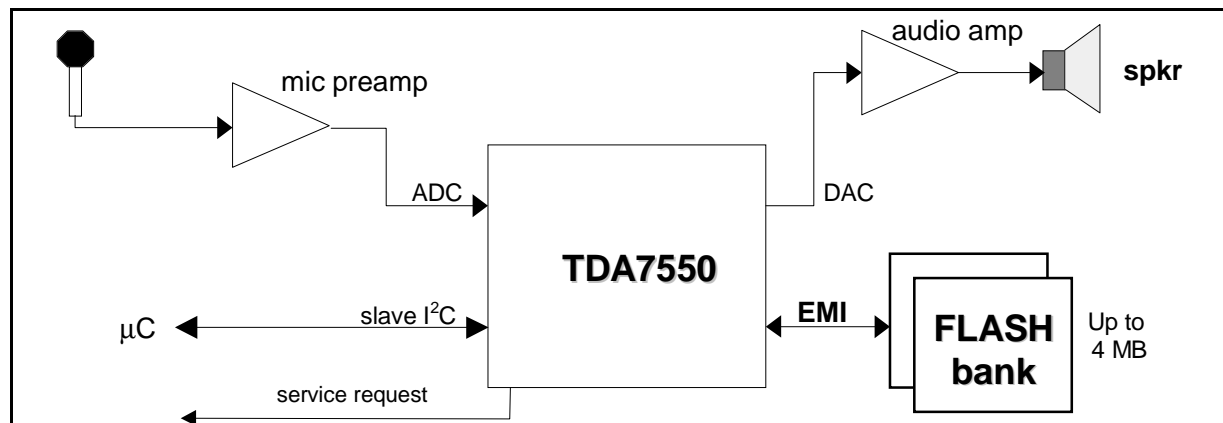 audio amp
mic preamp
spkr
ADC
DAC
TDA7550
μC
slave I²C
EMI
FLASH
bank
Up to
4 MB
service request